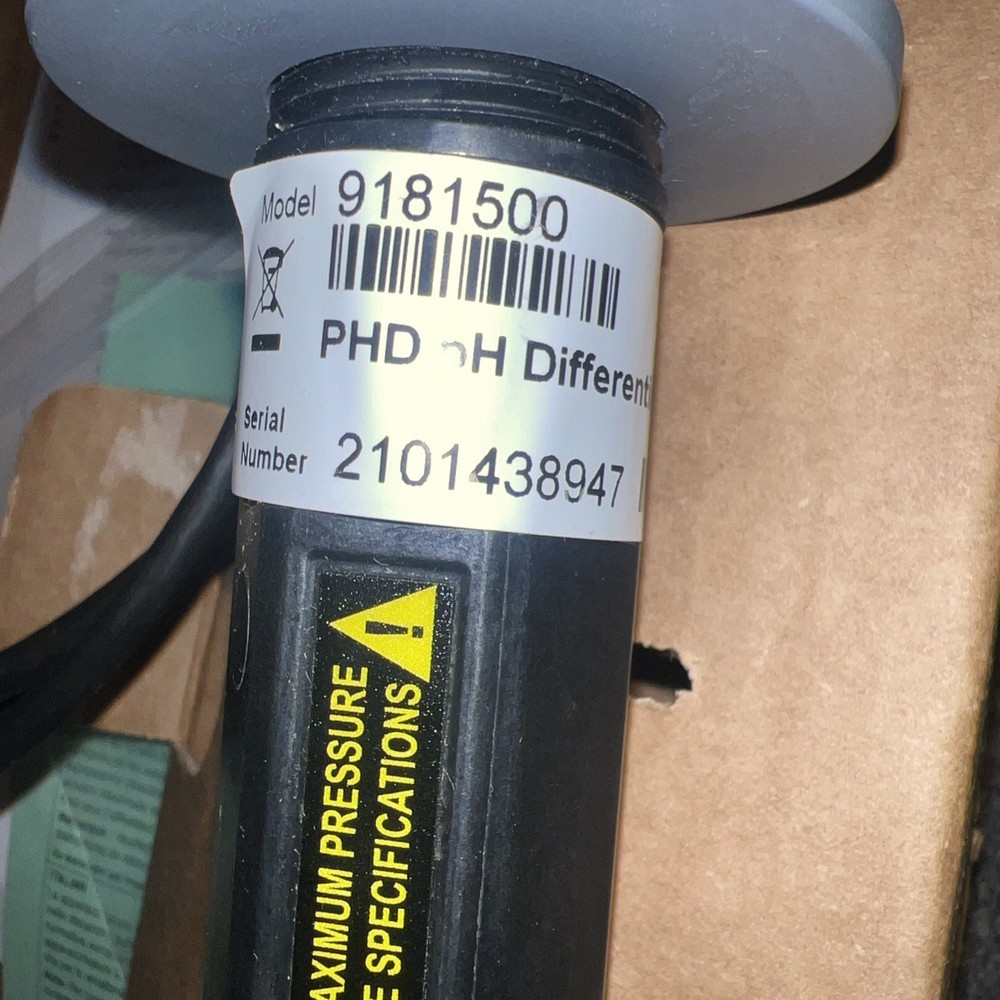 Model 9181500
PHD pH Different
Serial
Number 2101438947
AXIMUM PRESSURE
E SPECIFICATIONS